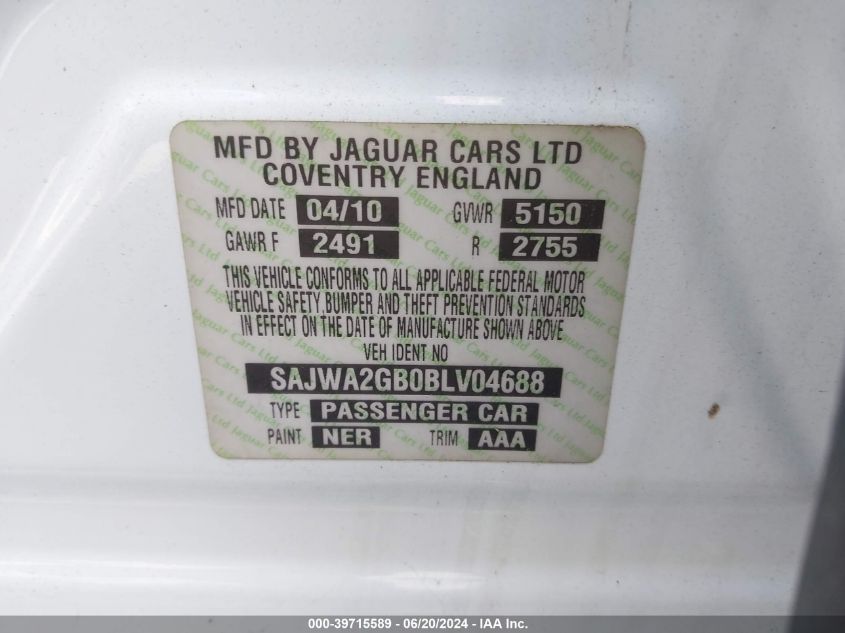 MFD BY JAGUAR CARS LTD
COVENTRY ENGLAND
MFD DATE 04/10 GVWR 5150
GAWR F 2491 R 2755
THIS VEHICLE CONFORMS TO ALL APPLICABLE FEDERAL MOTOR
VEHICLE SAFETY, BUMPER AND THEFT PREVENTION STANDARDS
IN EFFECT ON THE DATE OF MANUFACTURE SHOWN ABOVE
VEH IDENT NO
SAJWA2GB0BLV04688
TYPE PASSENGER CAR
PAINT NER TRIM AAA
000-39715589 - 06/20/2024 - IAAI.COM